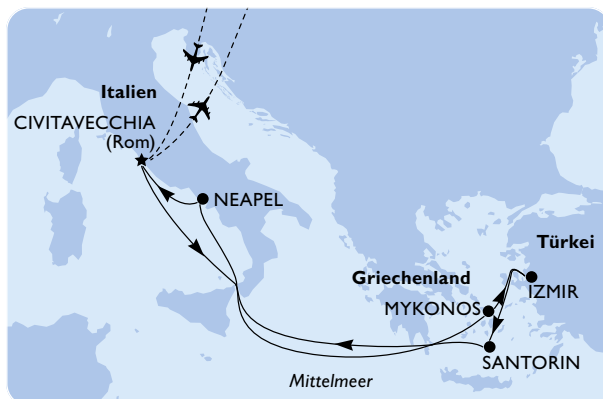 Italien
CIVITAVECCHIA
(Rom)
NEAPEL
Türkei
Griechenland
IZMIR
MYKONOS
SANTORIN
Mittelmeer